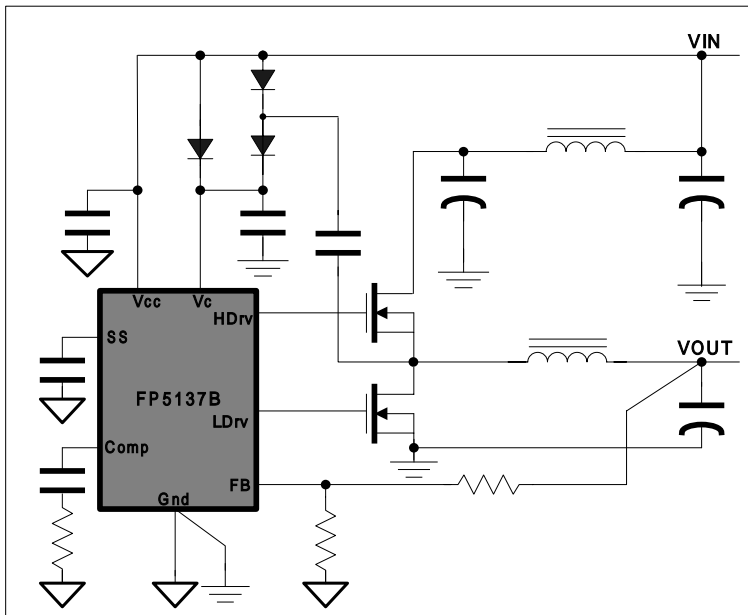 VIN
Vcc
Vc
HDrv
SS
VOUT
FP5137B
LDrv
Comp
FB
Gnd